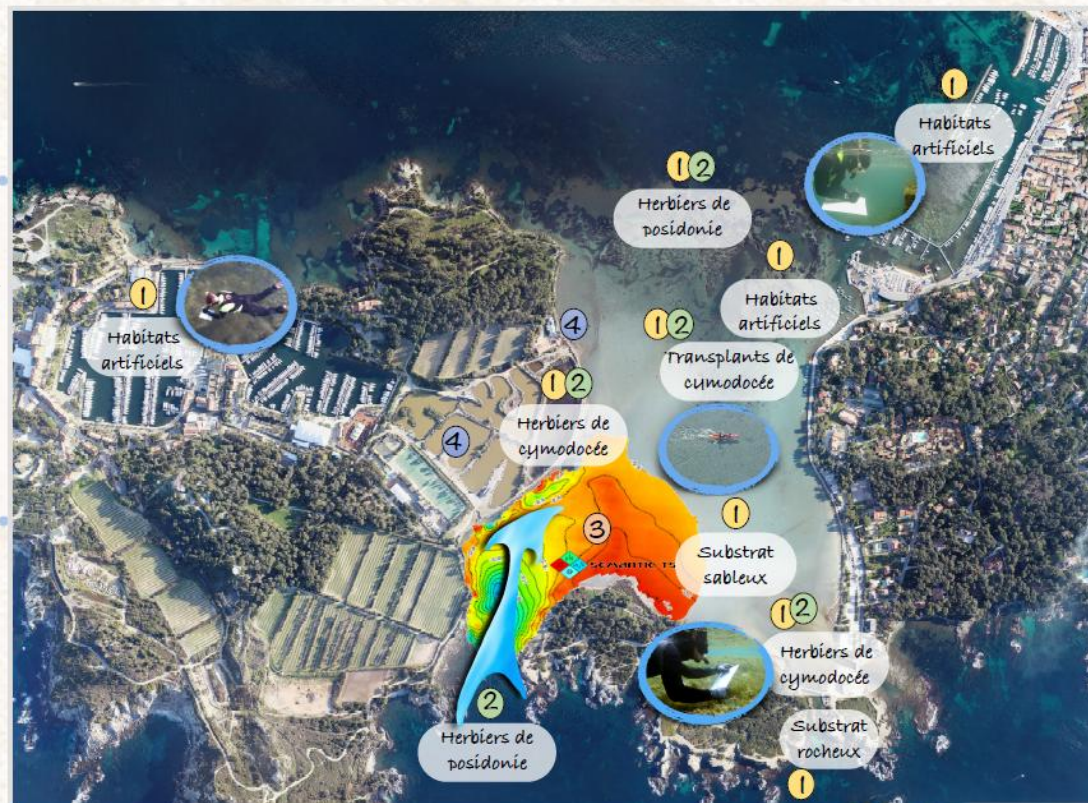 1
Habitats
artificiels
1 2
Herbiers de
posidonie
1
Habitats
artificiels
1
Habitats
artificiels
4
1 2
Transplants de
cymodocée
1 2
Herbiers de
cymodocée
4
3
SEMANTIC TS
1
Substrat
sableux
1 2
Herbiers de
cymodocée
2
Herbiers de
posidonie
Substrat
rocheux
1